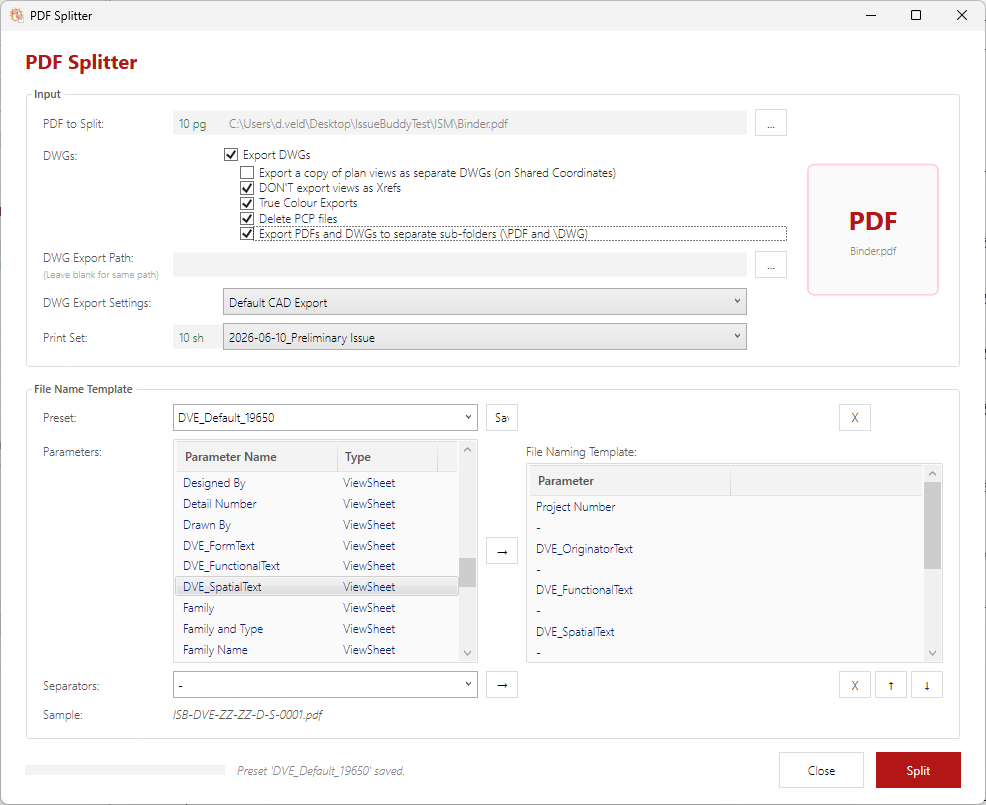 PDF Splitter
PDF Splitter
Input
PDF to Split: 10 pg C:\Users\d.veld\Desktop\IssueBuddyTest\ISM\Binder.pdf ...
DWGs: Export DWGs
Export a copy of plan views as separate DWGs (on Shared Coordinates)
DON'T export views as Xrefs
True Colour Exports
Delete PCP files
Export PDFs and DWGs to separate sub-folders (\PDF and \DWG)
PDF
Binder.pdf
DWG Export Path: ...
(Leave blank for same path)
DWG Export Settings: Default CAD Export
Print Set: 10 sh 2026-06-10_Preliminary Issue
File Name Template
Preset: DVE_Default_19650 Sav X
Parameters: File Naming Template:
Parameter Name Type
Designed By ViewSheet
Detail Number ViewSheet
Drawn By ViewSheet
DVE_FormText ViewSheet
DVE_FunctionalText ViewSheet
DVE_SpatialText ViewSheet
Family ViewSheet
Family and Type ViewSheet
Family Name ViewSheet
→
Parameter
Project Number
-
DVE_OriginatorText
-
DVE_FunctionalText
-
DVE_SpatialText
-
Separators: - → X ↑ ↓
Sample: ISB-DVE-ZZ-ZZ-D-S-0001.pdf
Preset 'DVE_Default_19650' saved. Close Split